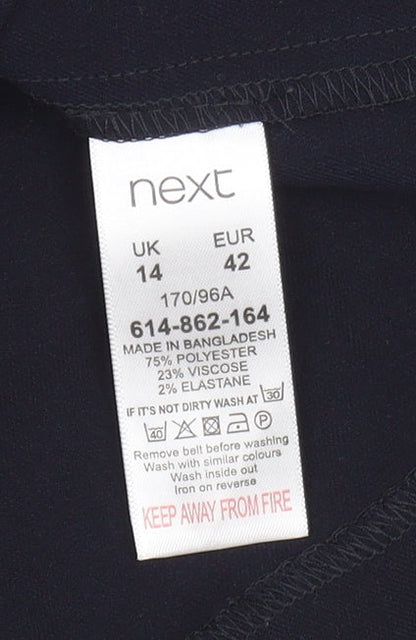 next
UK EUR
14 42
170/96A
614-862-164
MADE IN BANGLADESH
75% POLYESTER
23% VISCOSE
2% ELASTANE
IF IT'S NOT DIRTY WASH AT 30
40 P
Remove belt before washing
Wash with similar colours
Wash inside out
Iron on reverse
KEEP AWAY FROM FIRE